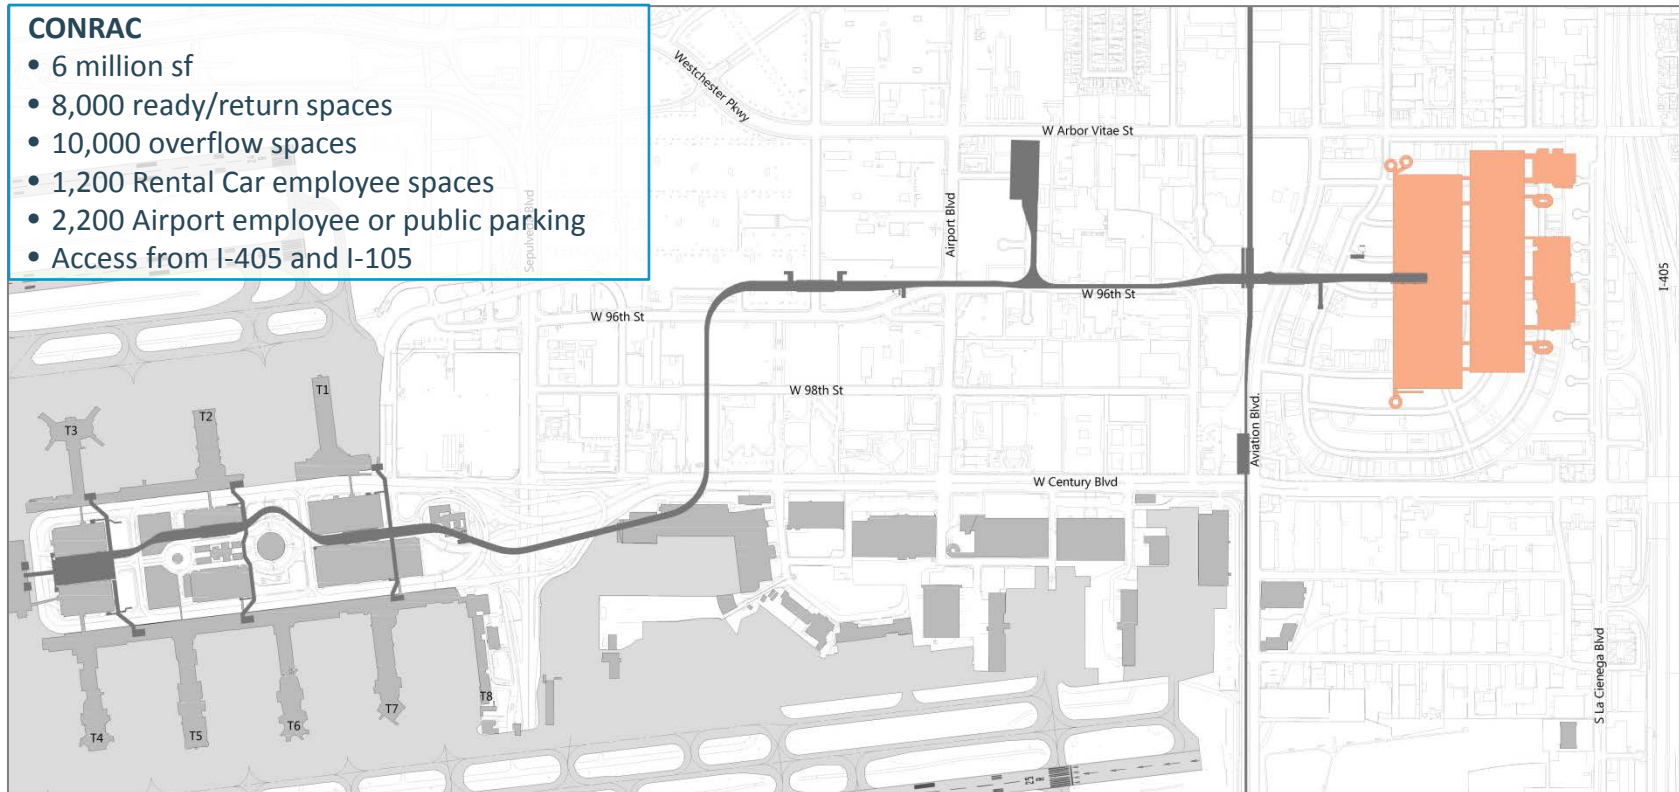 CONRAC
• 6 million sf
• 8,000 ready/return spaces
• 10,000 overflow spaces
• 1,200 Rental Car employee spaces
• 2,200 Airport employee or public parking
• Access from I-405 and I-105
Westchester Pkwy
W Arbor Vitae St
Sepulveda Blvd
Airport Blvd
I-405
W 96th St
W 96th St
W 98th St
T1
T2
T3
Aviation Blvd.
W Century Blvd
S La Cienega Blvd
T8
T7
T6
T5
T4
25